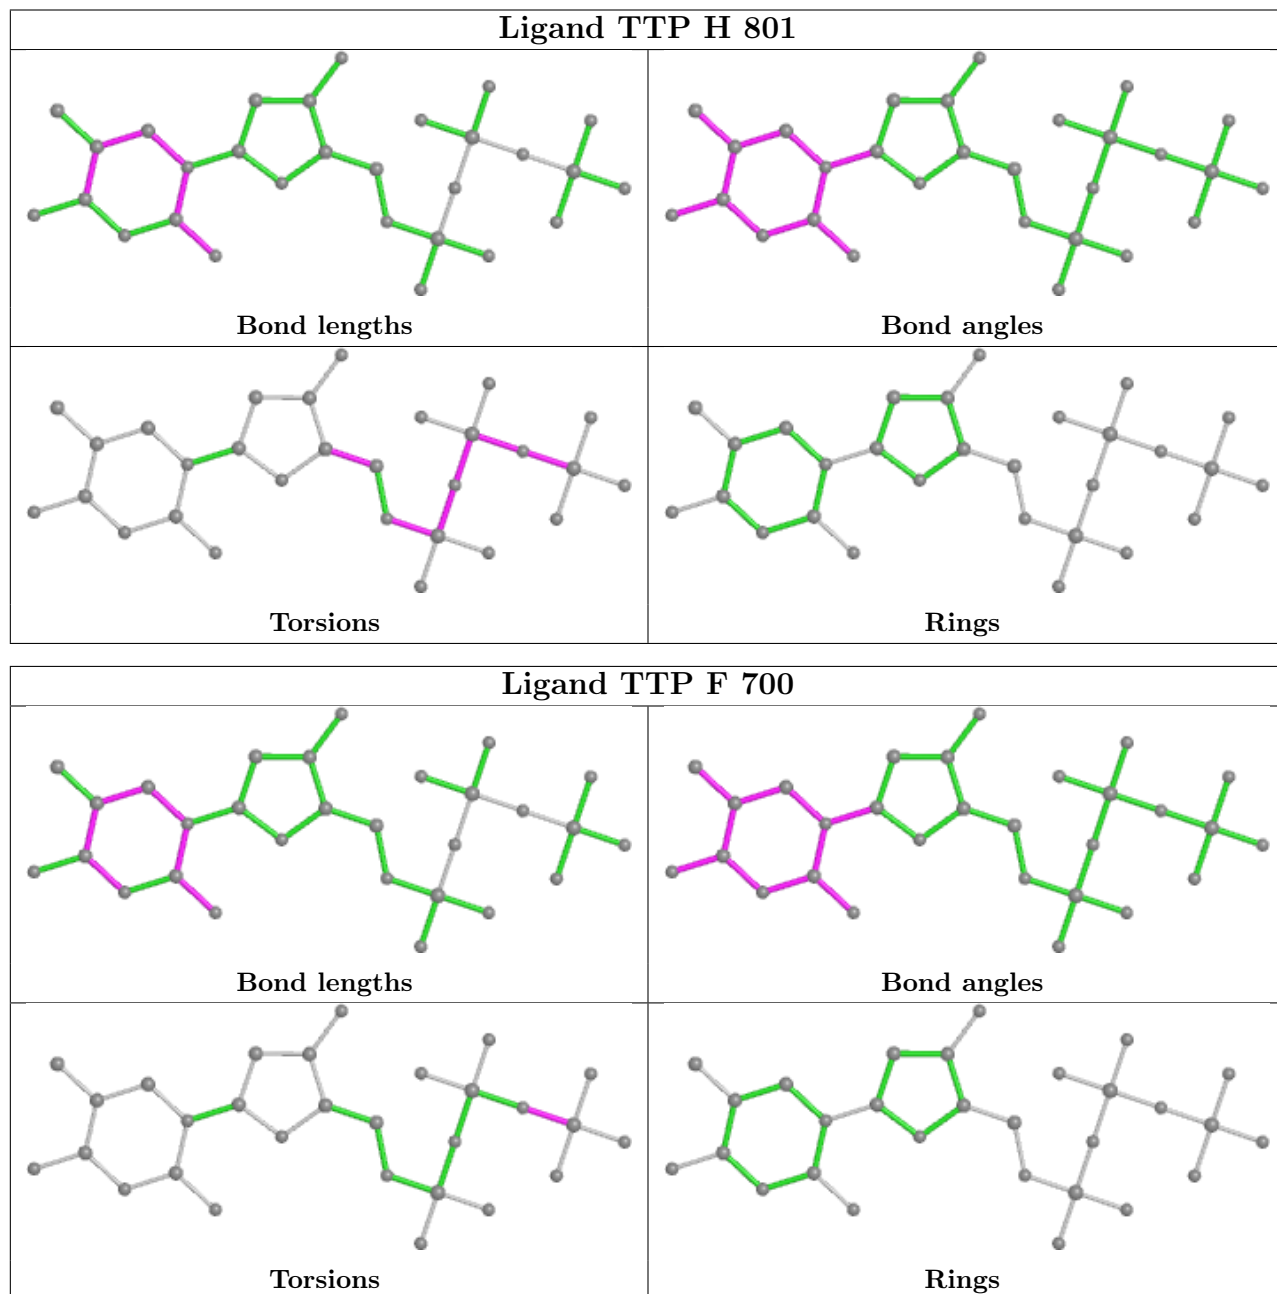 Ligand TTP H 801
Bond lengths
Bond angles
Torsions
Rings
Ligand TTP F 700
Bond lengths
Bond angles
Torsions
Rings